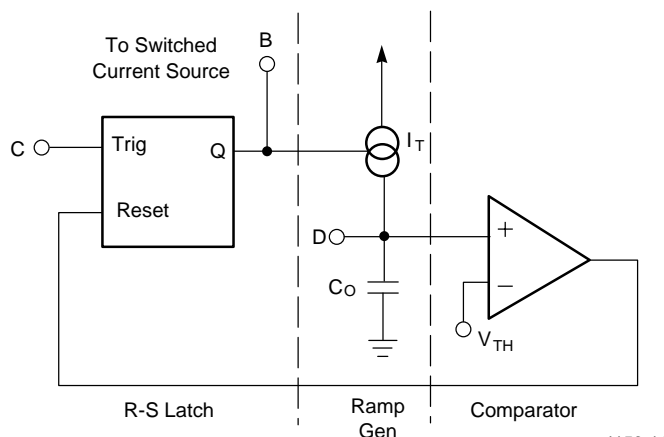 To Switched
Current Source
B
C
Trig
Q
Reset
I T
D
C O
+
−
V TH
R-S Latch
Ramp
Gen
Comparator